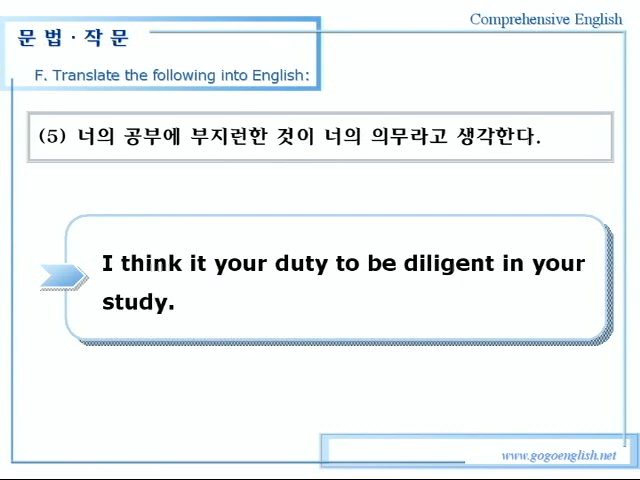 Comprehensive English
문 법 · 작 문
F. Translate the following into English:
(5) 너의 공부에 부지런한 것이 너의 의무라고 생각한다.
I think it your duty to be diligent in your
study.
www.gogoenglish.net